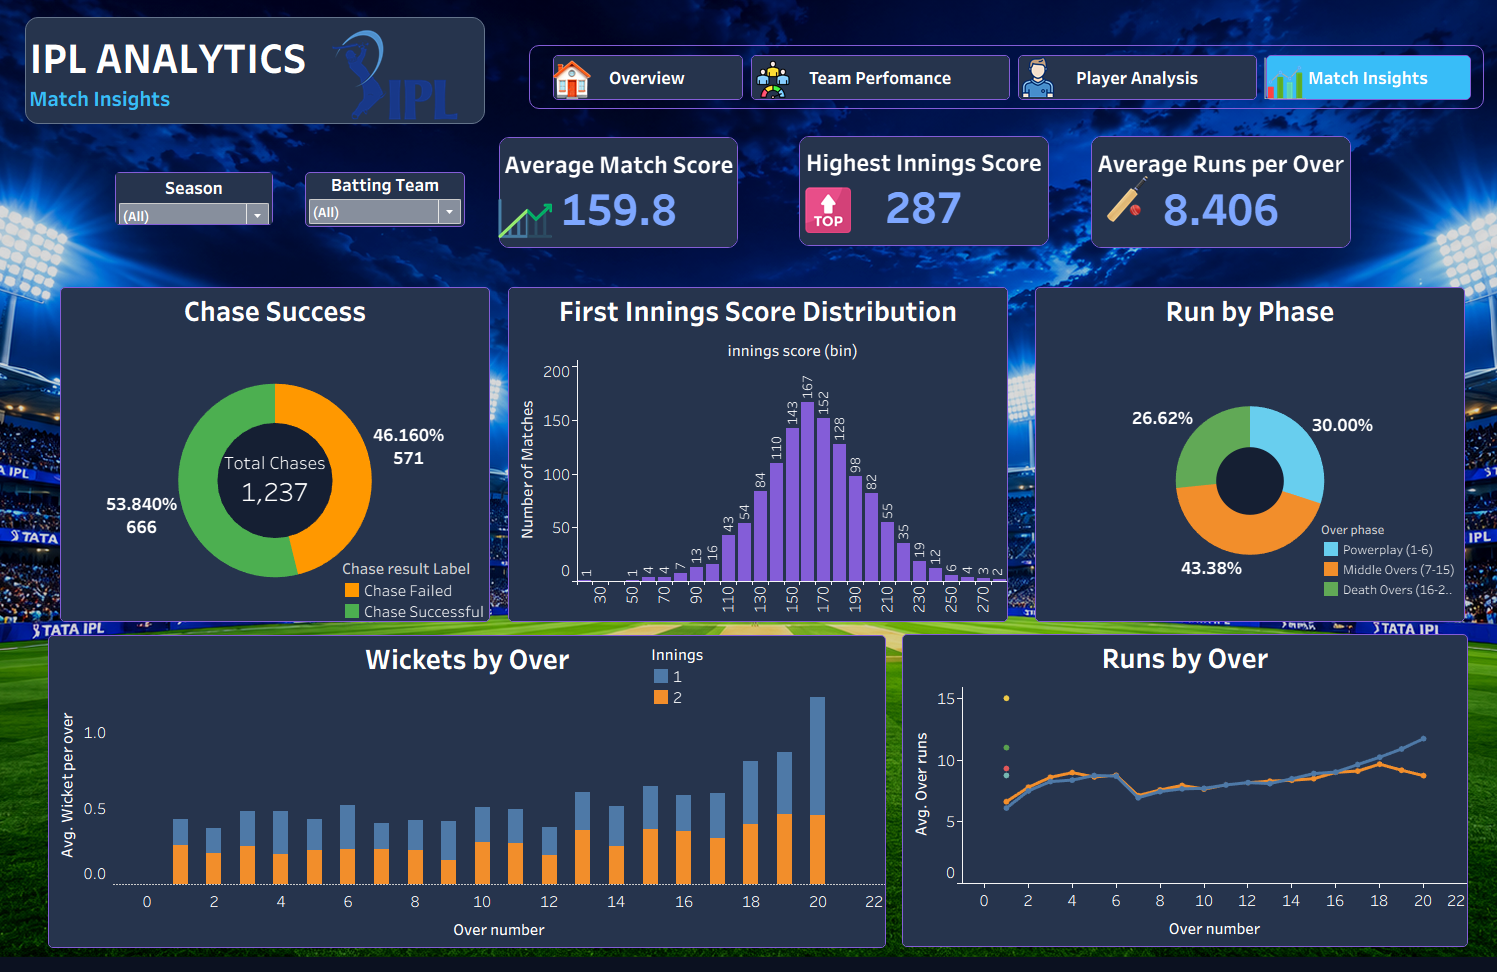 IPL ANALYTICS
Match Insights
IPL
Overview
Team Perfomance
Player Analysis
Match Insights
Season
(All)
Batting Team
(All)
Average Match Score
159.8
Highest Innings Score
TOP
287
Average Runs per Over
8.406
Chase Success
46.160%
571
Total Chases
1,237
53.840%
666
Chase result Label
Chase Failed
Chase Successful
First Innings Score Distribution
innings score (bin)
Number of Matches
200
150
100
50
0
1
1
4
4
7
13
16
43
54
84
110
143
167
152
128
98
82
55
35
19
12
6
4
3
2
30
50
70
90
110
130
150
170
190
210
230
250
270
Run by Phase
26.62%
30.00%
43.38%
Over phase
Powerplay (1-6)
Middle Overs (7-15)
Death Overs (16-2..
A IPL
TATA
IPL
TATA
TATA IPL
TATA IPL
Wickets by Over
Innings
1
2
Avg. Wicket per over
1.0
0.5
0.0
0 2 4 6 8 10 12 14 16 18 20 22
Over number
Runs by Over
Avg. Over runs
15
10
5
0
0 2 4 6 8 10 12 14 16 18 20 22
Over number